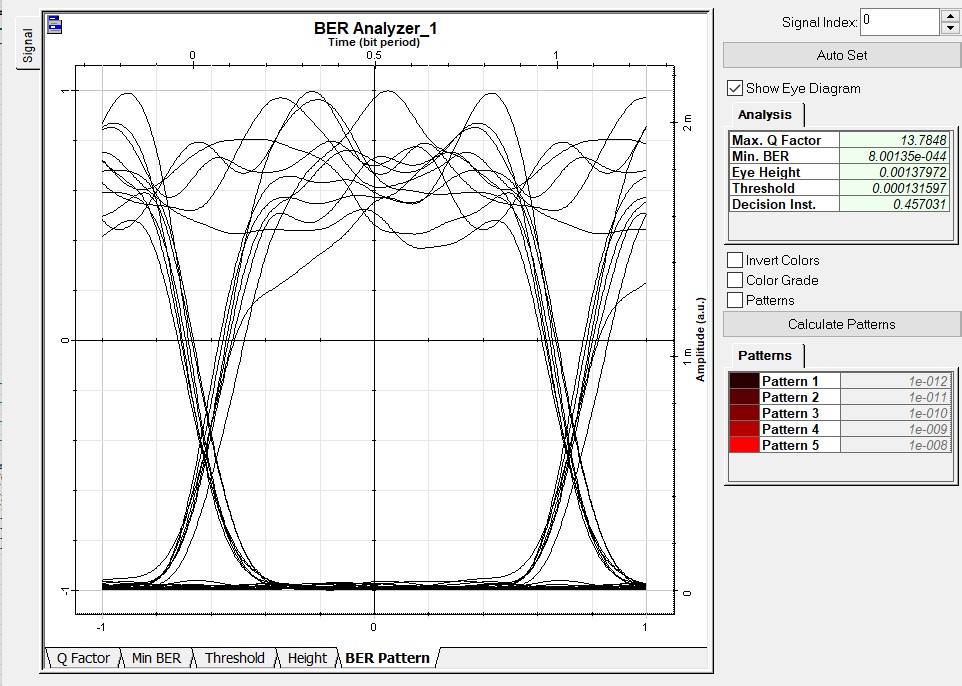 Signal
BER Analyzer_1
Time (bit period)
0 0.5 1
1
0
-1
2 m
1 m
0
Amplitude (a.u.)
-1 0 1
Q Factor Min BER Threshold Height BER Pattern
Signal Index: 0
Auto Set
Show Eye Diagram
Analysis
Max. Q Factor 13.7848
Min. BER 8.00135e-044
Eye Height 0.00137972
Threshold 0.000131597
Decision Inst. 0.457031
Invert Colors
Color Grade
Patterns
Calculate Patterns
Patterns
Pattern 1 1e-012
Pattern 2 1e-011
Pattern 3 1e-010
Pattern 4 1e-009
Pattern 5 1e-008